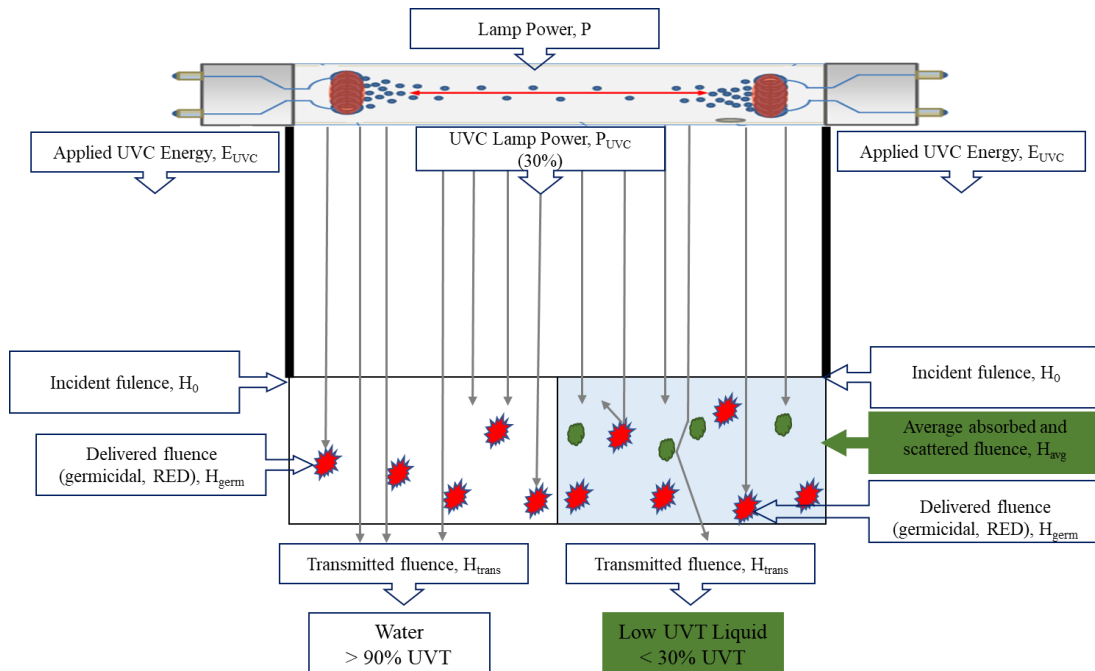 Lamp Power, P
Applied UVC Energy, EUVC
UVC Lamp Power, PUVC
(30%)
Applied UVC Energy, EUVC
Incident fulence, H0
Incident fulence, H0
Delivered fluence
(germicidal, RED), Hgerm
Average absorbed and
scattered fluence, Havg
Delivered fluence
(germicidal, RED), Hgerm
Transmitted fluence, Htrans
Transmitted fluence, Htrans
Water
> 90% UVT
Low UVT Liquid
< 30% UVT